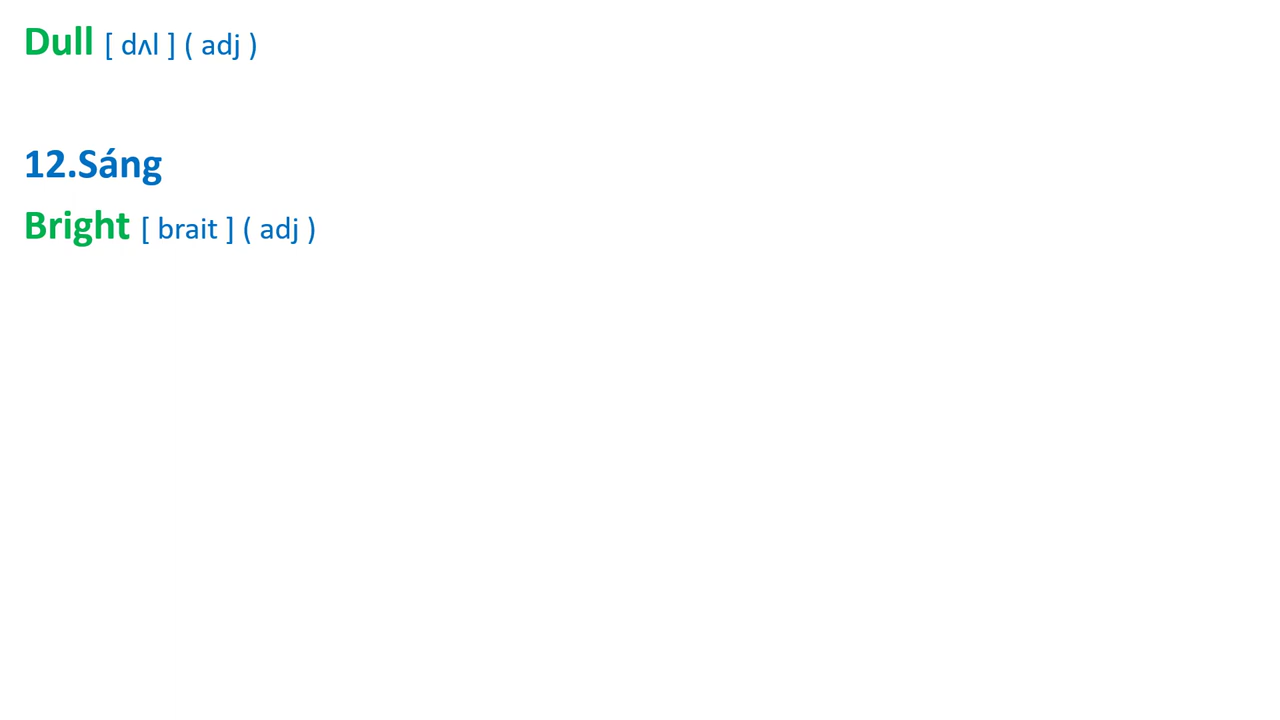 Dull [ dʌl ] ( adj )
12.Sáng
Bright [ brait ] ( adj )